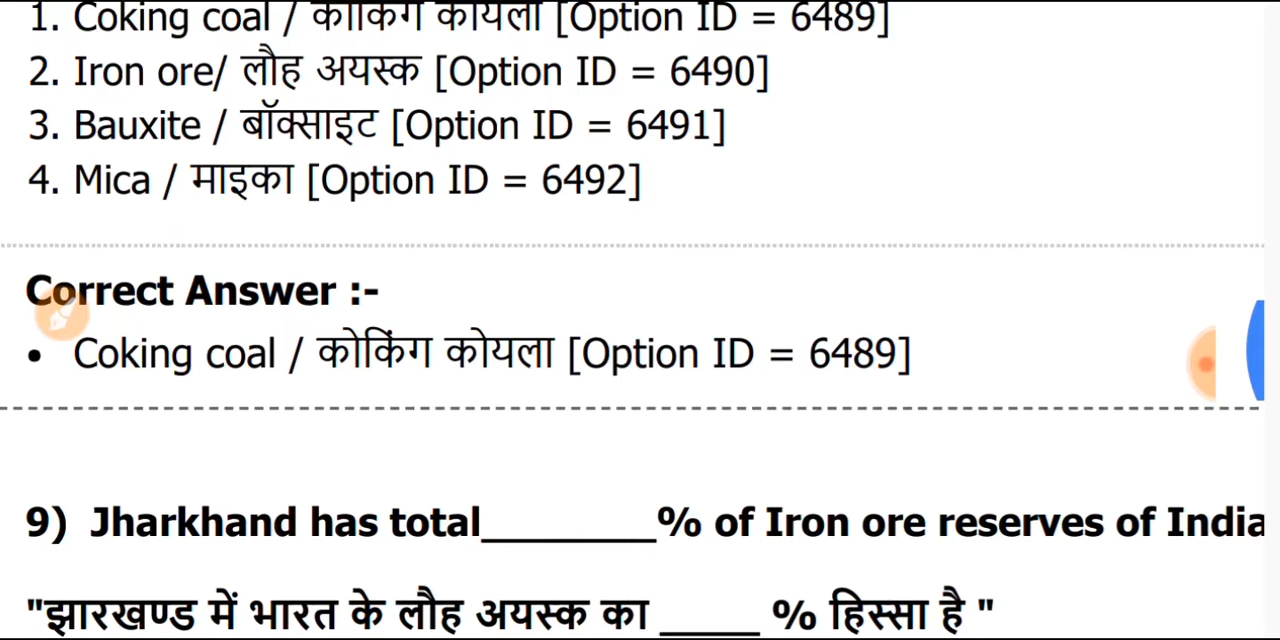 1. Coking coal / कोकिंग कोयला [Option ID = 6489]
2. Iron ore/ लौह अयस्क [Option ID = 6490]
3. Bauxite / बॉक्साइट [Option ID = 6491]
4. Mica / माइका [Option ID = 6492]
Correct Answer :-
• Coking coal / कोकिंग कोयला [Option ID = 6489]
9) Jharkhand has total_______% of Iron ore reserves of India
"झारखण्ड में भारत के लौह अयस्क का ____ % हिस्सा है "